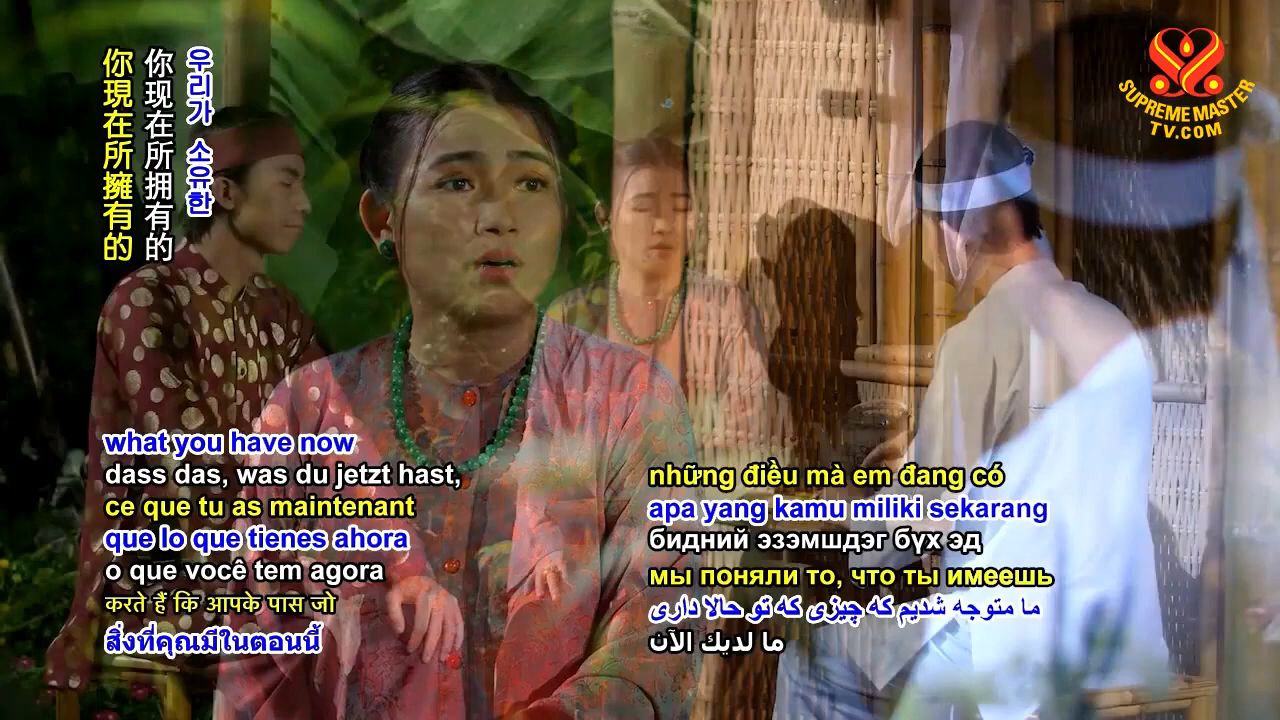 우리가 소유한
你现在所拥有的
你現在所擁有的
SUPREME MASTER
TV.COM
what you have now
dass das, was du jetzt hast,
ce que tu as maintenant
que lo que tienes ahora
o que você tem agora
करते हैं कि आपके पास जो
สิ่งที่คุณมีในตอนนี้
những điều mà em đang có
apa yang kamu miliki sekarang
бидний эзэмшдэг бүх эд
мы поняли то, что ты имеешь
ما متوجه شدیم که چیزی که تو حالا داری
ما لديك الآن